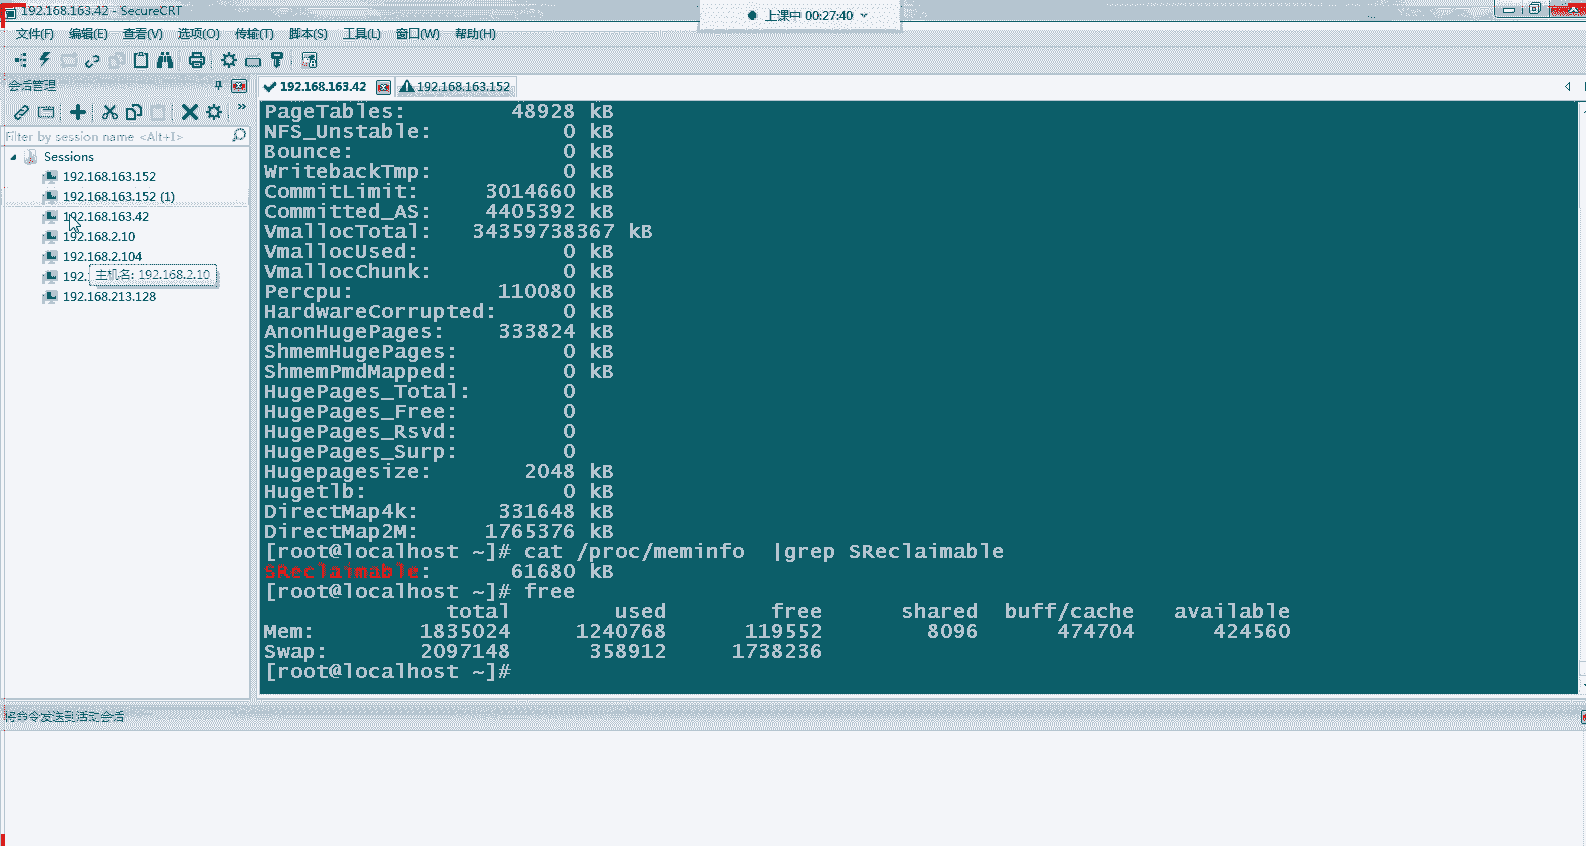 192.168.163.42 - SecureCRT
上课中 00:27:40
文件(F) 编辑(E) 查看(V) 选项(O) 传输(T) 脚本(S) 工具(L) 窗口(W) 帮助(H)
会话管理
192.168.163.42 192.168.163.152
Filter by session name <Alt+I>
Sessions
192.168.163.152
192.168.163.152 (1)
192.168.163.42
192.168.2.10
192.168.2.104
192.
主机名: 192.168.2.10
192.168.213.128
PageTables: 48928 kB
NFS_Unstable: 0 kB
Bounce: 0 kB
WritebackTmp: 0 kB
CommitLimit: 3014660 kB
Committed_AS: 4405392 kB
VmallocTotal: 34359738367 kB
VmallocUsed: 0 kB
VmallocChunk: 0 kB
Percpu: 110080 kB
HardwareCorrupted: 0 kB
AnonHugePages: 333824 kB
ShmemHugePages: 0 kB
ShmemPmdMapped: 0 kB
HugePages_Total: 0
HugePages_Free: 0
HugePages_Rsvd: 0
HugePages_Surp: 0
Hugepagesize: 2048 kB
Hugetlb: 0 kB
DirectMap4k: 331648 kB
DirectMap2M: 1765376 kB
[root@localhost ~]# cat /proc/meminfo |grep SReclaimable
SReclaimable: 61680 kB
[root@localhost ~]# free
total used free shared buff/cache available
Mem: 1835024 1240768 119552 8096 474704 424560
Swap: 2097148 358912 1738236
[root@localhost ~]#
将命令发送到活动会话